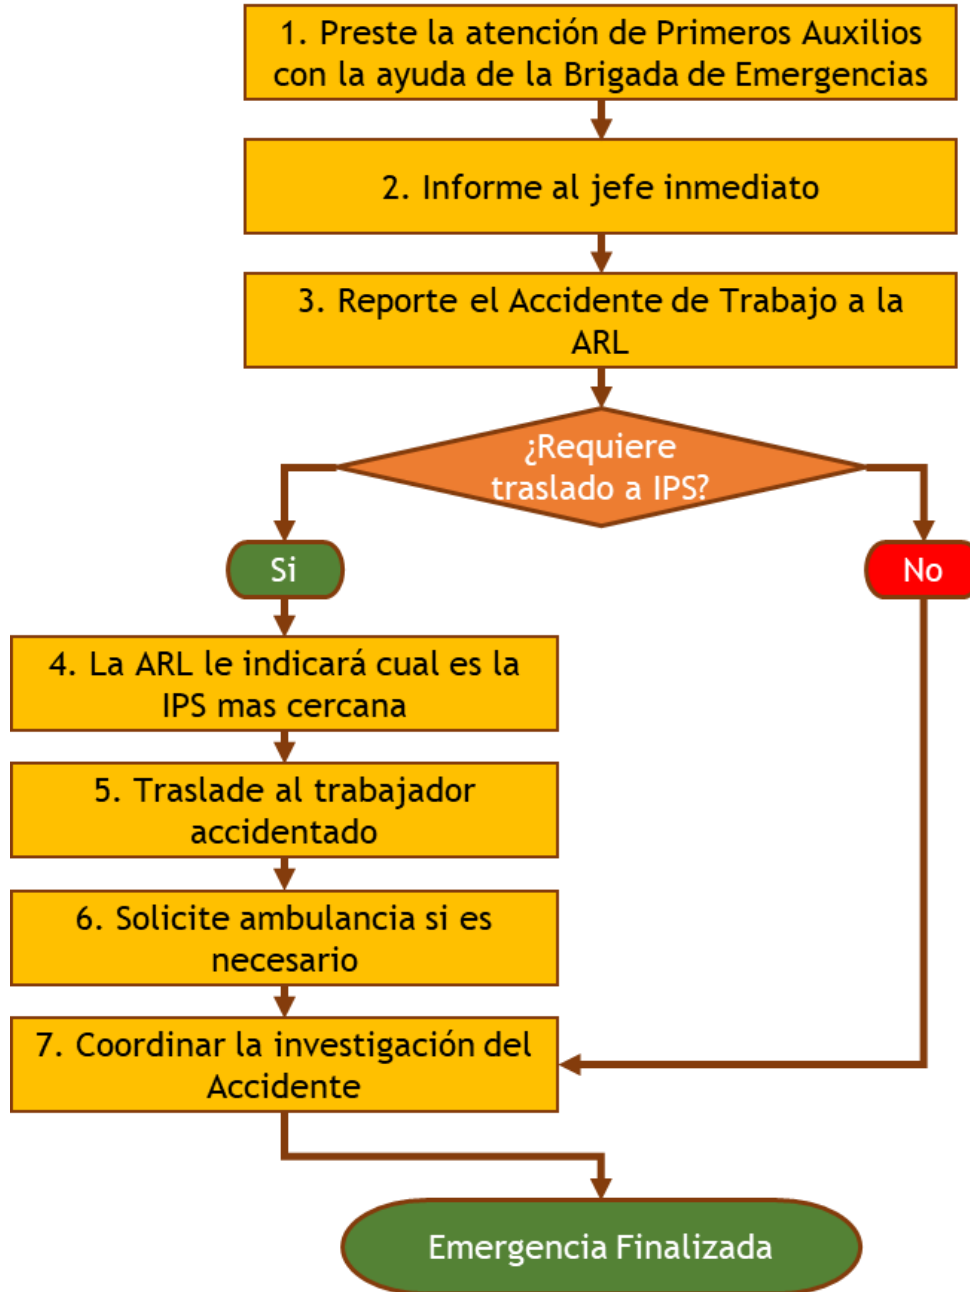 1. Preste la atención de Primeros Auxilios
con la ayuda de la Brigada de Emergencias
2. Informe al jefe inmediato
3. Reporte el Accidente de Trabajo a la
ARL
¿Requiere
traslado a IPS?
Si
No
4. La ARL le indicará cual es la
IPS mas cercana
5. Traslade al trabajador
accidentado
6. Solicite ambulancia si es
necesario
7. Coordinar la investigación del
Accidente
Emergencia Finalizada